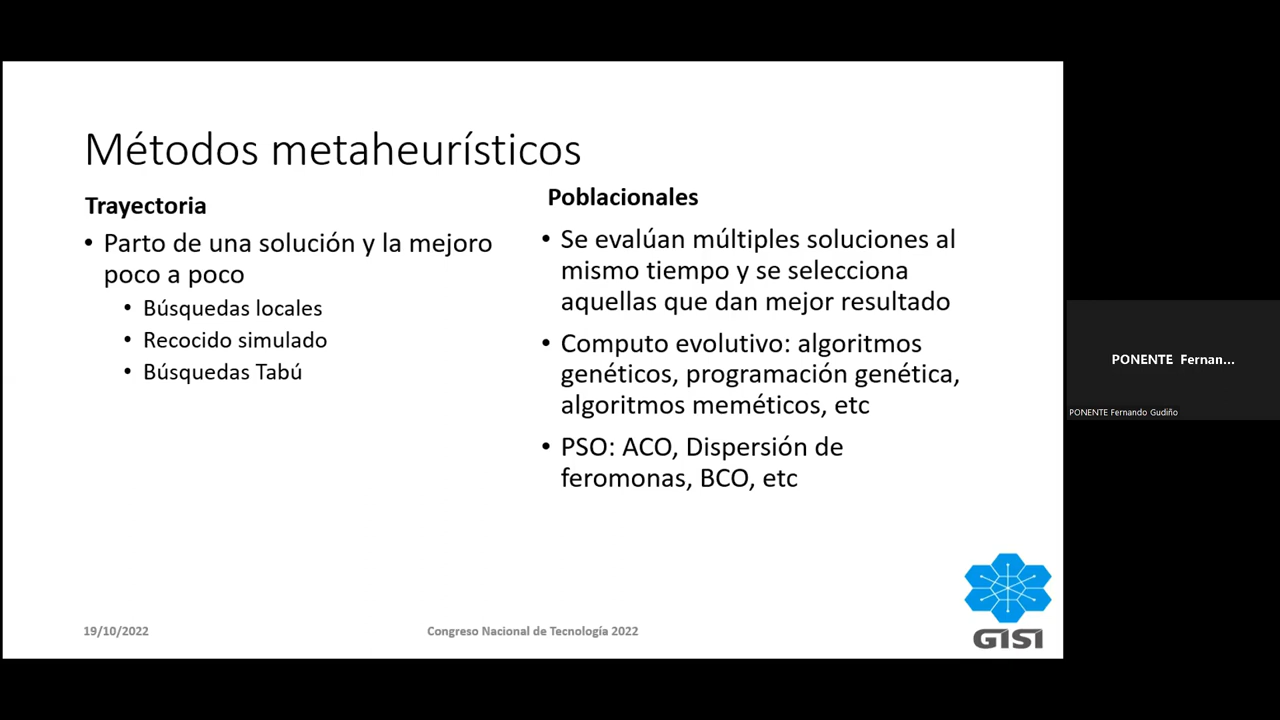 Métodos metaheurísticos
Trayectoria
• Parto de una solución y la mejoro
poco a poco
• Búsquedas locales
• Recocido simulado
• Búsquedas Tabú
Poblacionales
• Se evalúan múltiples soluciones al
mismo tiempo y se selecciona
aquellas que dan mejor resultado
• Computo evolutivo: algoritmos
genéticos, programación genética,
algoritmos meméticos, etc
• PSO: ACO, Dispersión de
feromonas, BCO, etc
19/10/2022
Congreso Nacional de Tecnología 2022
GISI
PONENTE Fernan...
PONENTE Fernando Gudiño